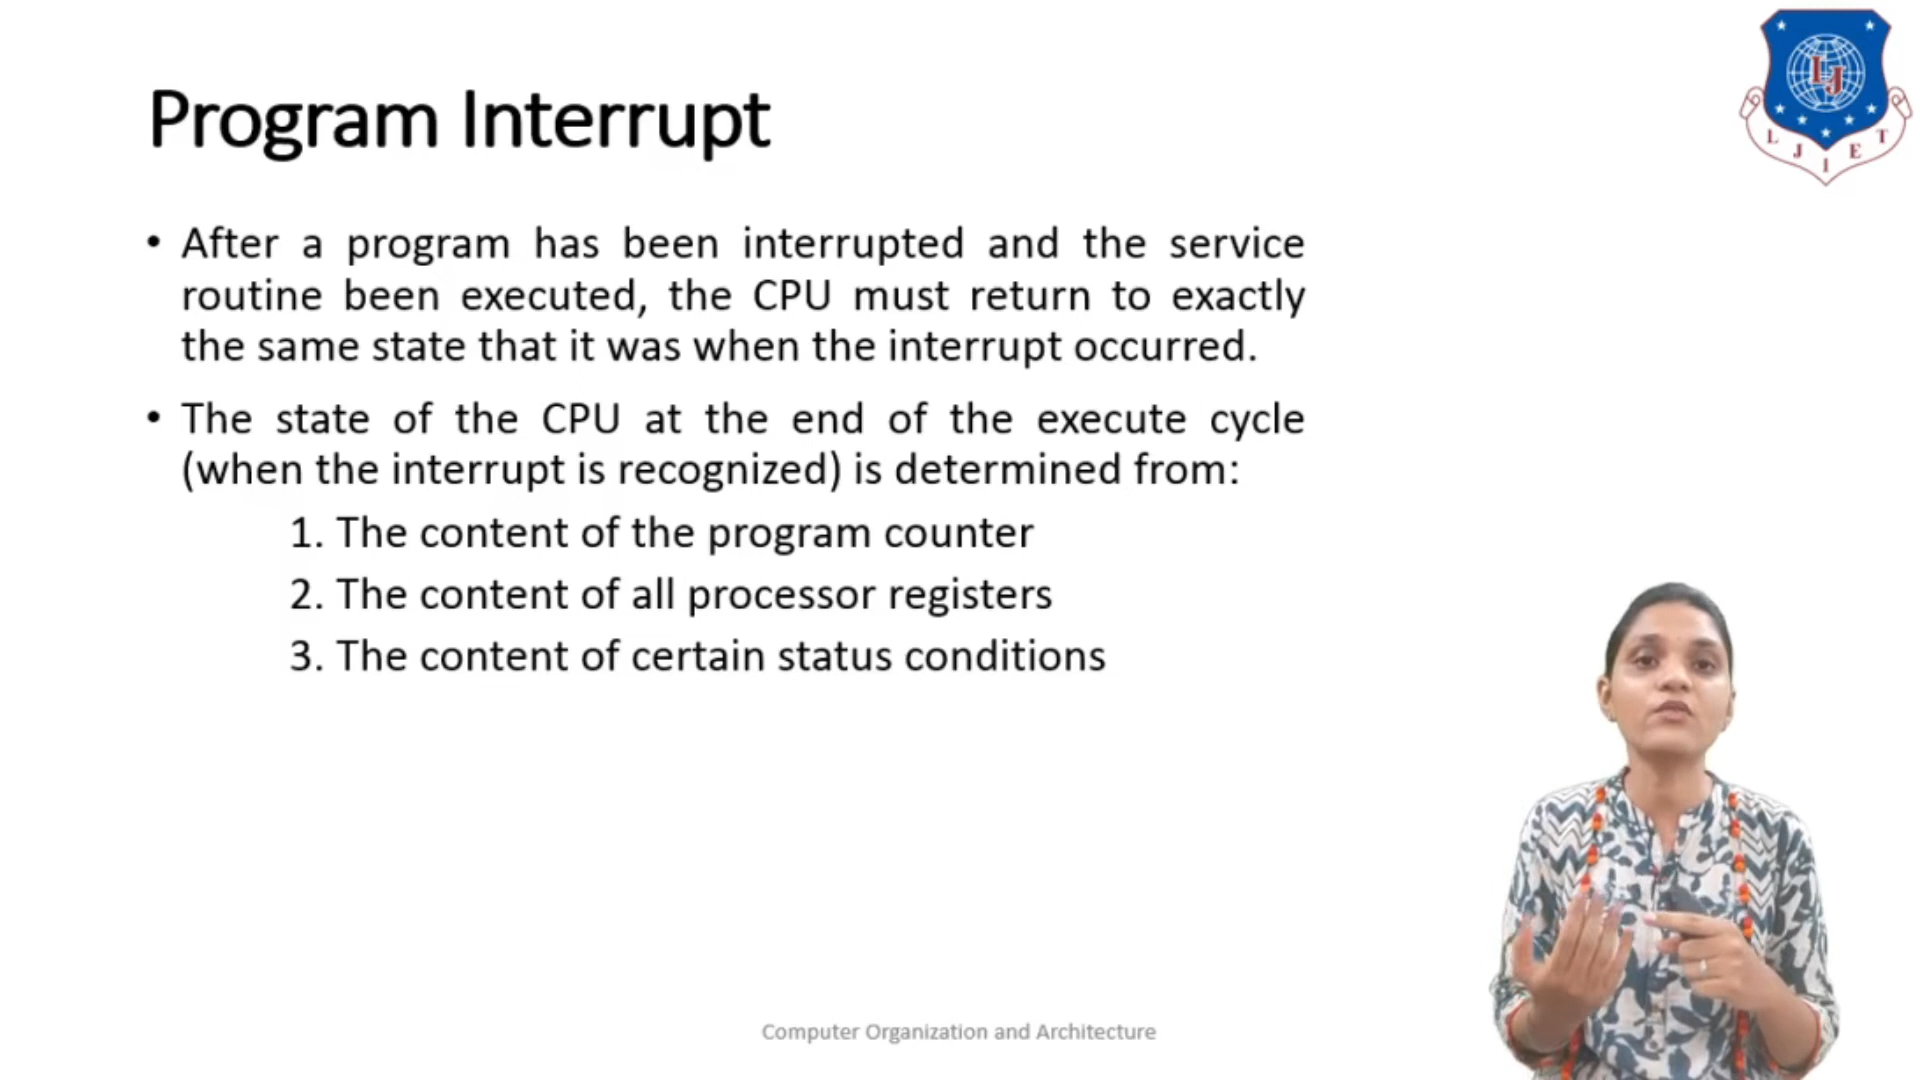 Program Interrupt
• After a program has been interrupted and the service
routine been executed, the CPU must return to exactly
the same state that it was when the interrupt occurred.
• The state of the CPU at the end of the execute cycle
(when the interrupt is recognized) is determined from:
1. The content of the program counter
2. The content of all processor registers
3. The content of certain status conditions
LJ
L J I E T
Computer Organization and Architecture